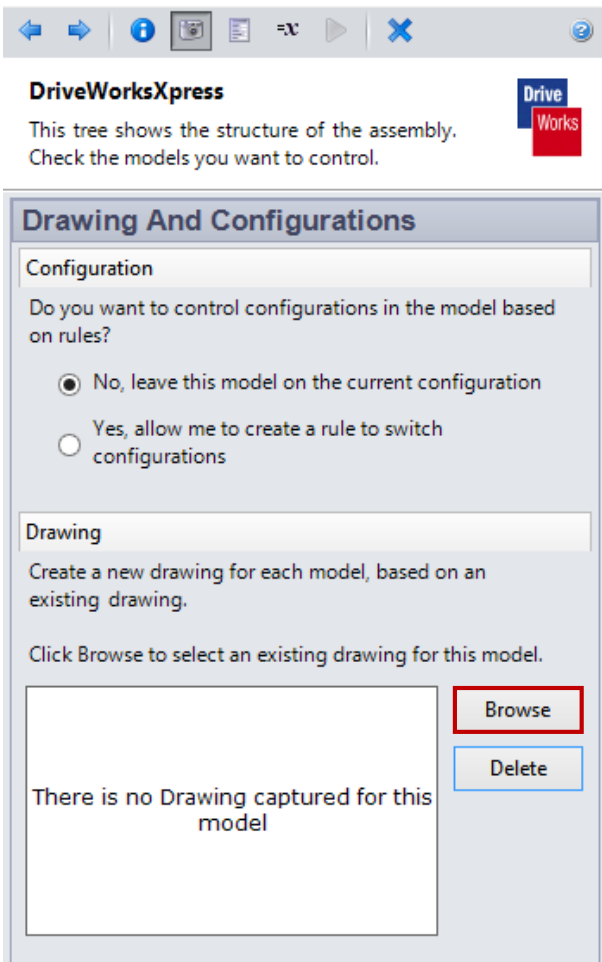 =x
DriveWorksXpress
This tree shows the structure of the assembly.
Check the models you want to control.
Drive
Works
Drawing And Configurations
Configuration
Do you want to control configurations in the model based
on rules?
No, leave this model on the current configuration
Yes, allow me to create a rule to switch
configurations
Drawing
Create a new drawing for each model, based on an
existing drawing.
Click Browse to select an existing drawing for this model.
Browse
Delete
There is no Drawing captured for this
model